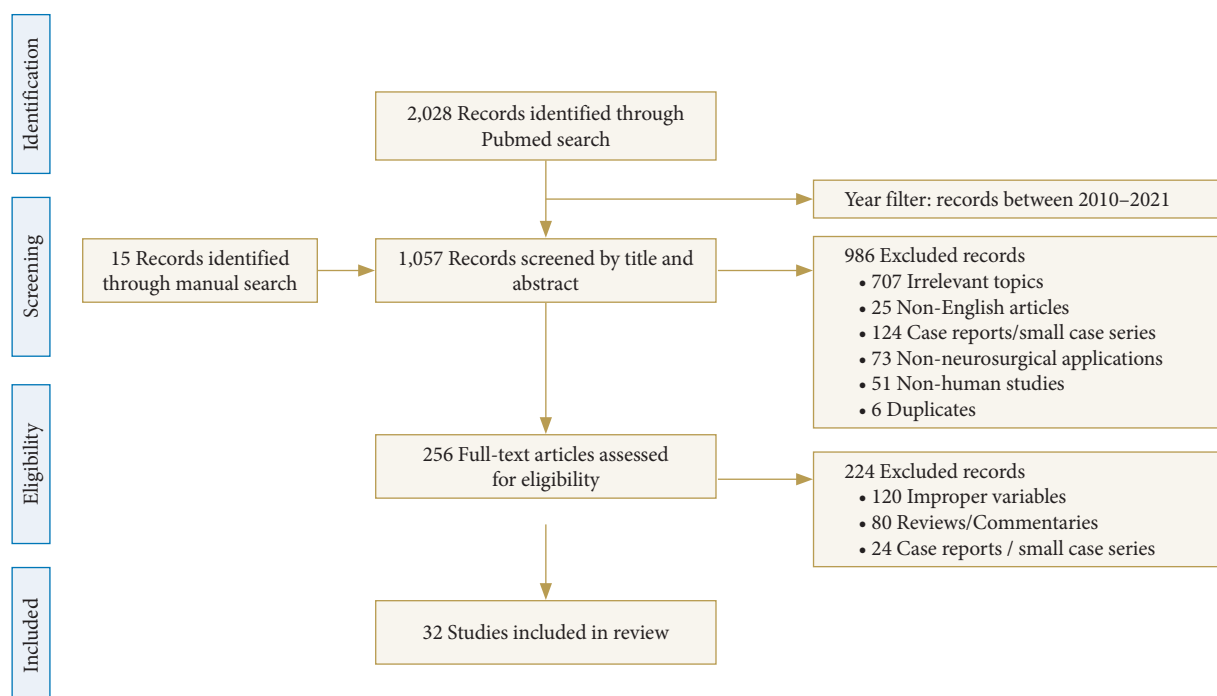 Identification
2,028 Records identified through
Pubmed search
Year filter: records between 2010–2021
Screening
15 Records identified
through manual search
1,057 Records screened by title and
abstract
986 Excluded records
• 707 Irrelevant topics
• 25 Non-English articles
• 124 Case reports/small case series
• 73 Non-neurosurgical applications
• 51 Non-human studies
• 6 Duplicates
Eligibility
256 Full-text articles assessed
for eligibility
224 Excluded records
• 120 Improper variables
• 80 Reviews/Commentaries
• 24 Case reports / small case series
Included
32 Studies included in review